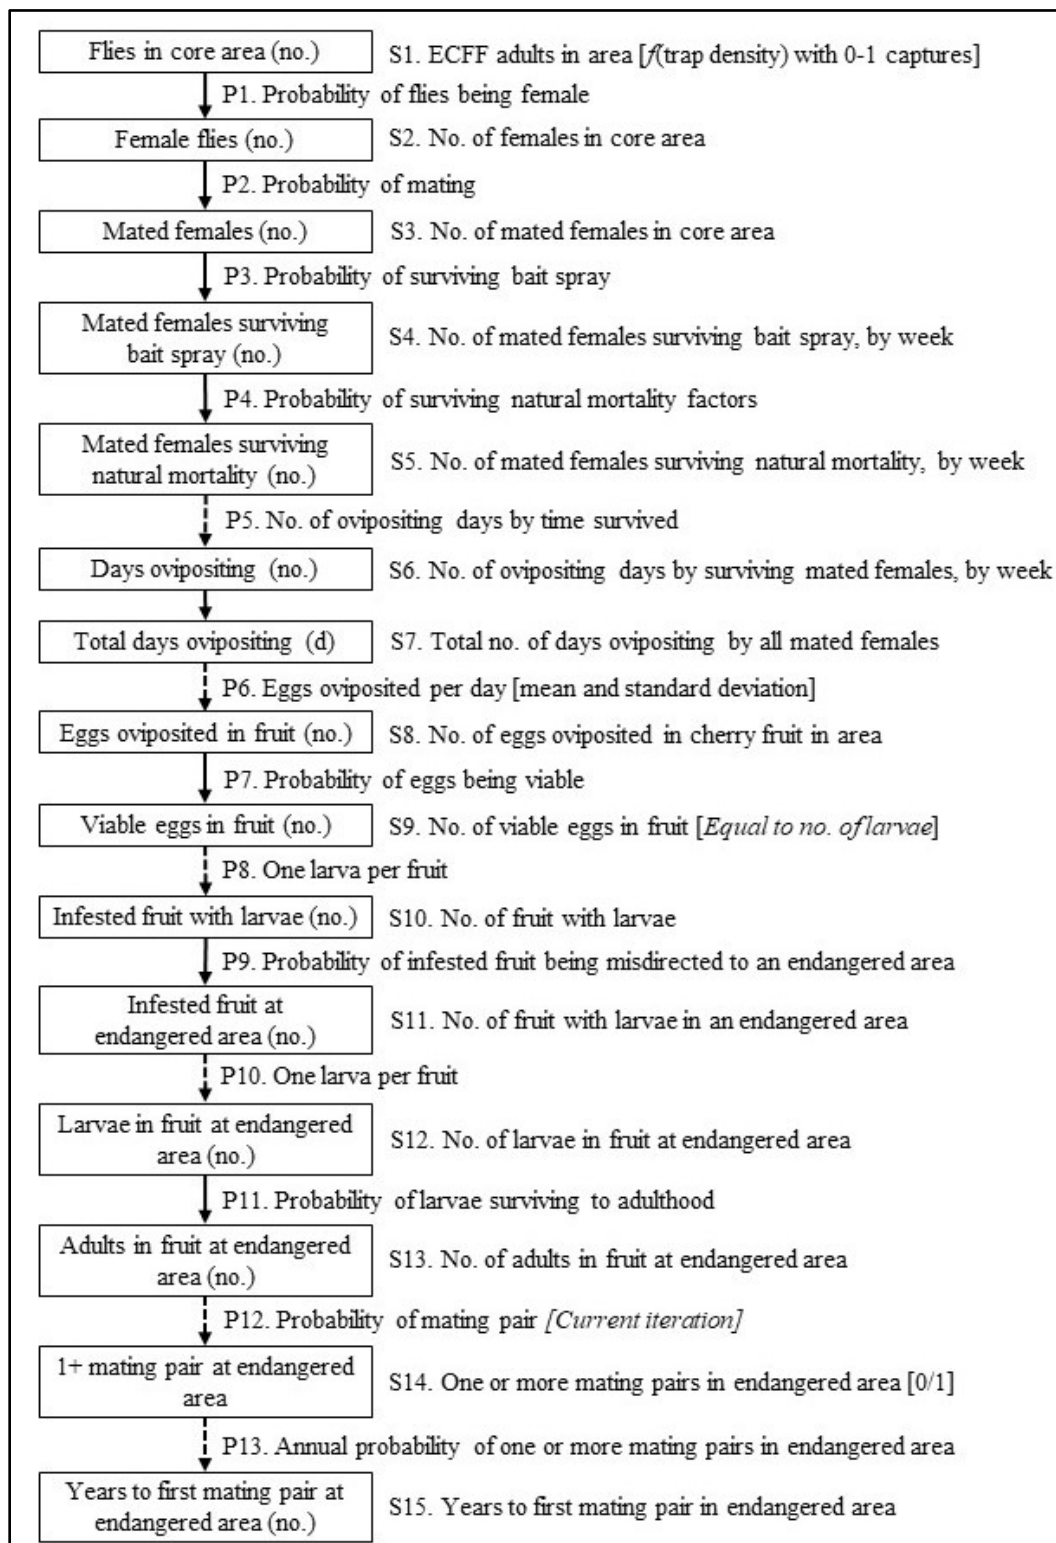 Flies in core area (no.) S1. ECFF adults in area [f(trap density) with 0-1 captures]
P1. Probability of flies being female
Female flies (no.) S2. No. of females in core area
P2. Probability of mating
Mated females (no.) S3. No. of mated females in core area
P3. Probability of surviving bait spray
Mated females surviving
bait spray (no.)
S4. No. of mated females surviving bait spray, by week
P4. Probability of surviving natural mortality factors
Mated females surviving
natural mortality (no.)
S5. No. of mated females surviving natural mortality, by week
P5. No. of ovipositing days by time survived
Days ovipositing (no.) S6. No. of ovipositing days by surviving mated females, by week
Total days ovipositing (d) S7. Total no. of days ovipositing by all mated females
P6. Eggs oviposited per day [mean and standard deviation]
Eggs oviposited in fruit (no.) S8. No. of eggs oviposited in cherry fruit in area
P7. Probability of eggs being viable
Viable eggs in fruit (no.) S9. No. of viable eggs in fruit [Equal to no. of larvae]
P8. One larva per fruit
Infested fruit with larvae (no.) S10. No. of fruit with larvae
P9. Probability of infested fruit being misdirected to an endangered area
Infested fruit at
endangered area (no.)
S11. No. of fruit with larvae in an endangered area
P10. One larva per fruit
Larvae in fruit at endangered
area (no.)
S12. No. of larvae in fruit at endangered area
P11. Probability of larvae surviving to adulthood
Adults in fruit at endangered
area (no.)
S13. No. of adults in fruit at endangered area
P12. Probability of mating pair [Current iteration]
1+ mating pair at endangered
area
S14. One or more mating pairs in endangered area [0/1]
P13. Annual probability of one or more mating pairs in endangered area
Years to first mating pair at
endangered area (no.)
S15. Years to first mating pair in endangered area